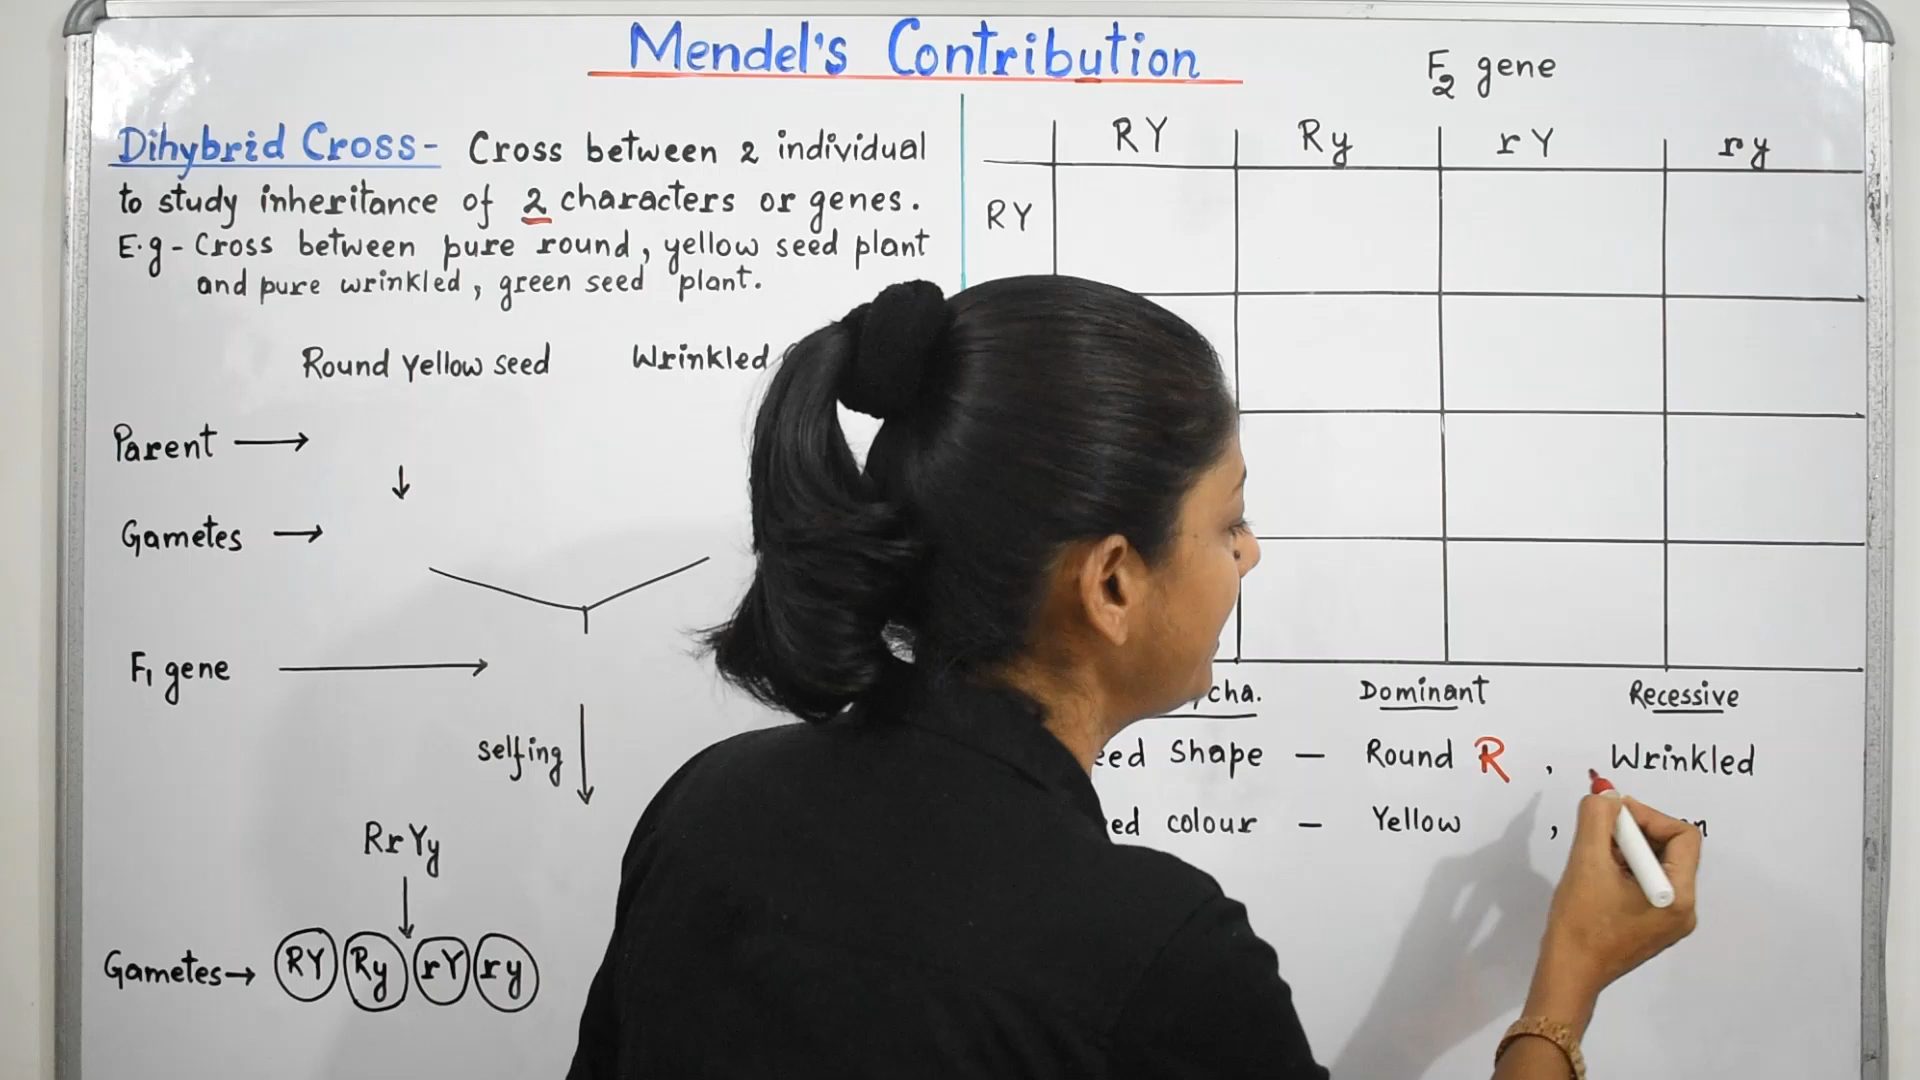 Mendel's Contribution
Dihybrid Cross- Cross between 2 individual
to study inheritance of 2 characters or genes.
E.g - Cross between pure round, yellow seed plant
and pure wrinkled, green seed plant.
Round Yellow seed Wrinkled
Parent →
↓
Gametes →
F1 gene →
selfing ↓
RrYy
↓
Gametes→ RY Ry rY ry
F2 gene
RY Ry rY ry
RY
cha. Dominant Recessive
Shape - Round R , Wrinkled
colour - Yellow ,